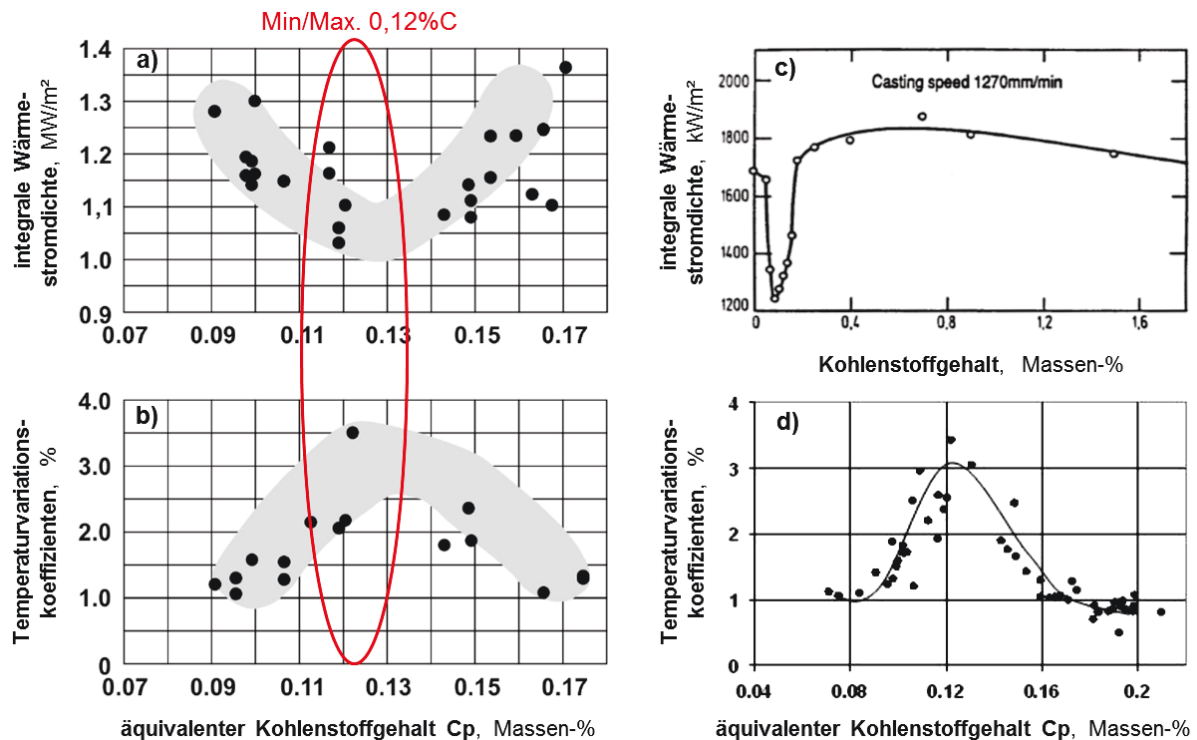 Min/Max. 0,12%C
a)
integrale Wärme-
stromdichte, MW/m²
1.4
1.3
1.2
1,1
1.0
0.9
0.07
0.09
0.11
0.13
0.15
0.17
b)
Temperaturvariations-
koeffizienten, %
4.0
3.0
2.0
1.0
0
0.07
0.09
0.11
0.13
0.15
0.17
äquivalenter Kohlenstoffgehalt Cp, Massen-%
c)
Casting speed 1270mm/min
integrale Wärme-
stromdichte, kW/m²
2000
1800
1600
1400
1200
0
0,4
0,8
1,2
1,6
Kohlenstoffgehalt, Massen-%
d)
Temperaturvariations-
koeffizienten, %
4
3
2
1
0
0.04
0.08
0.12
0.16
0.2
äquivalenter Kohlenstoffgehalt Cp, Massen-%